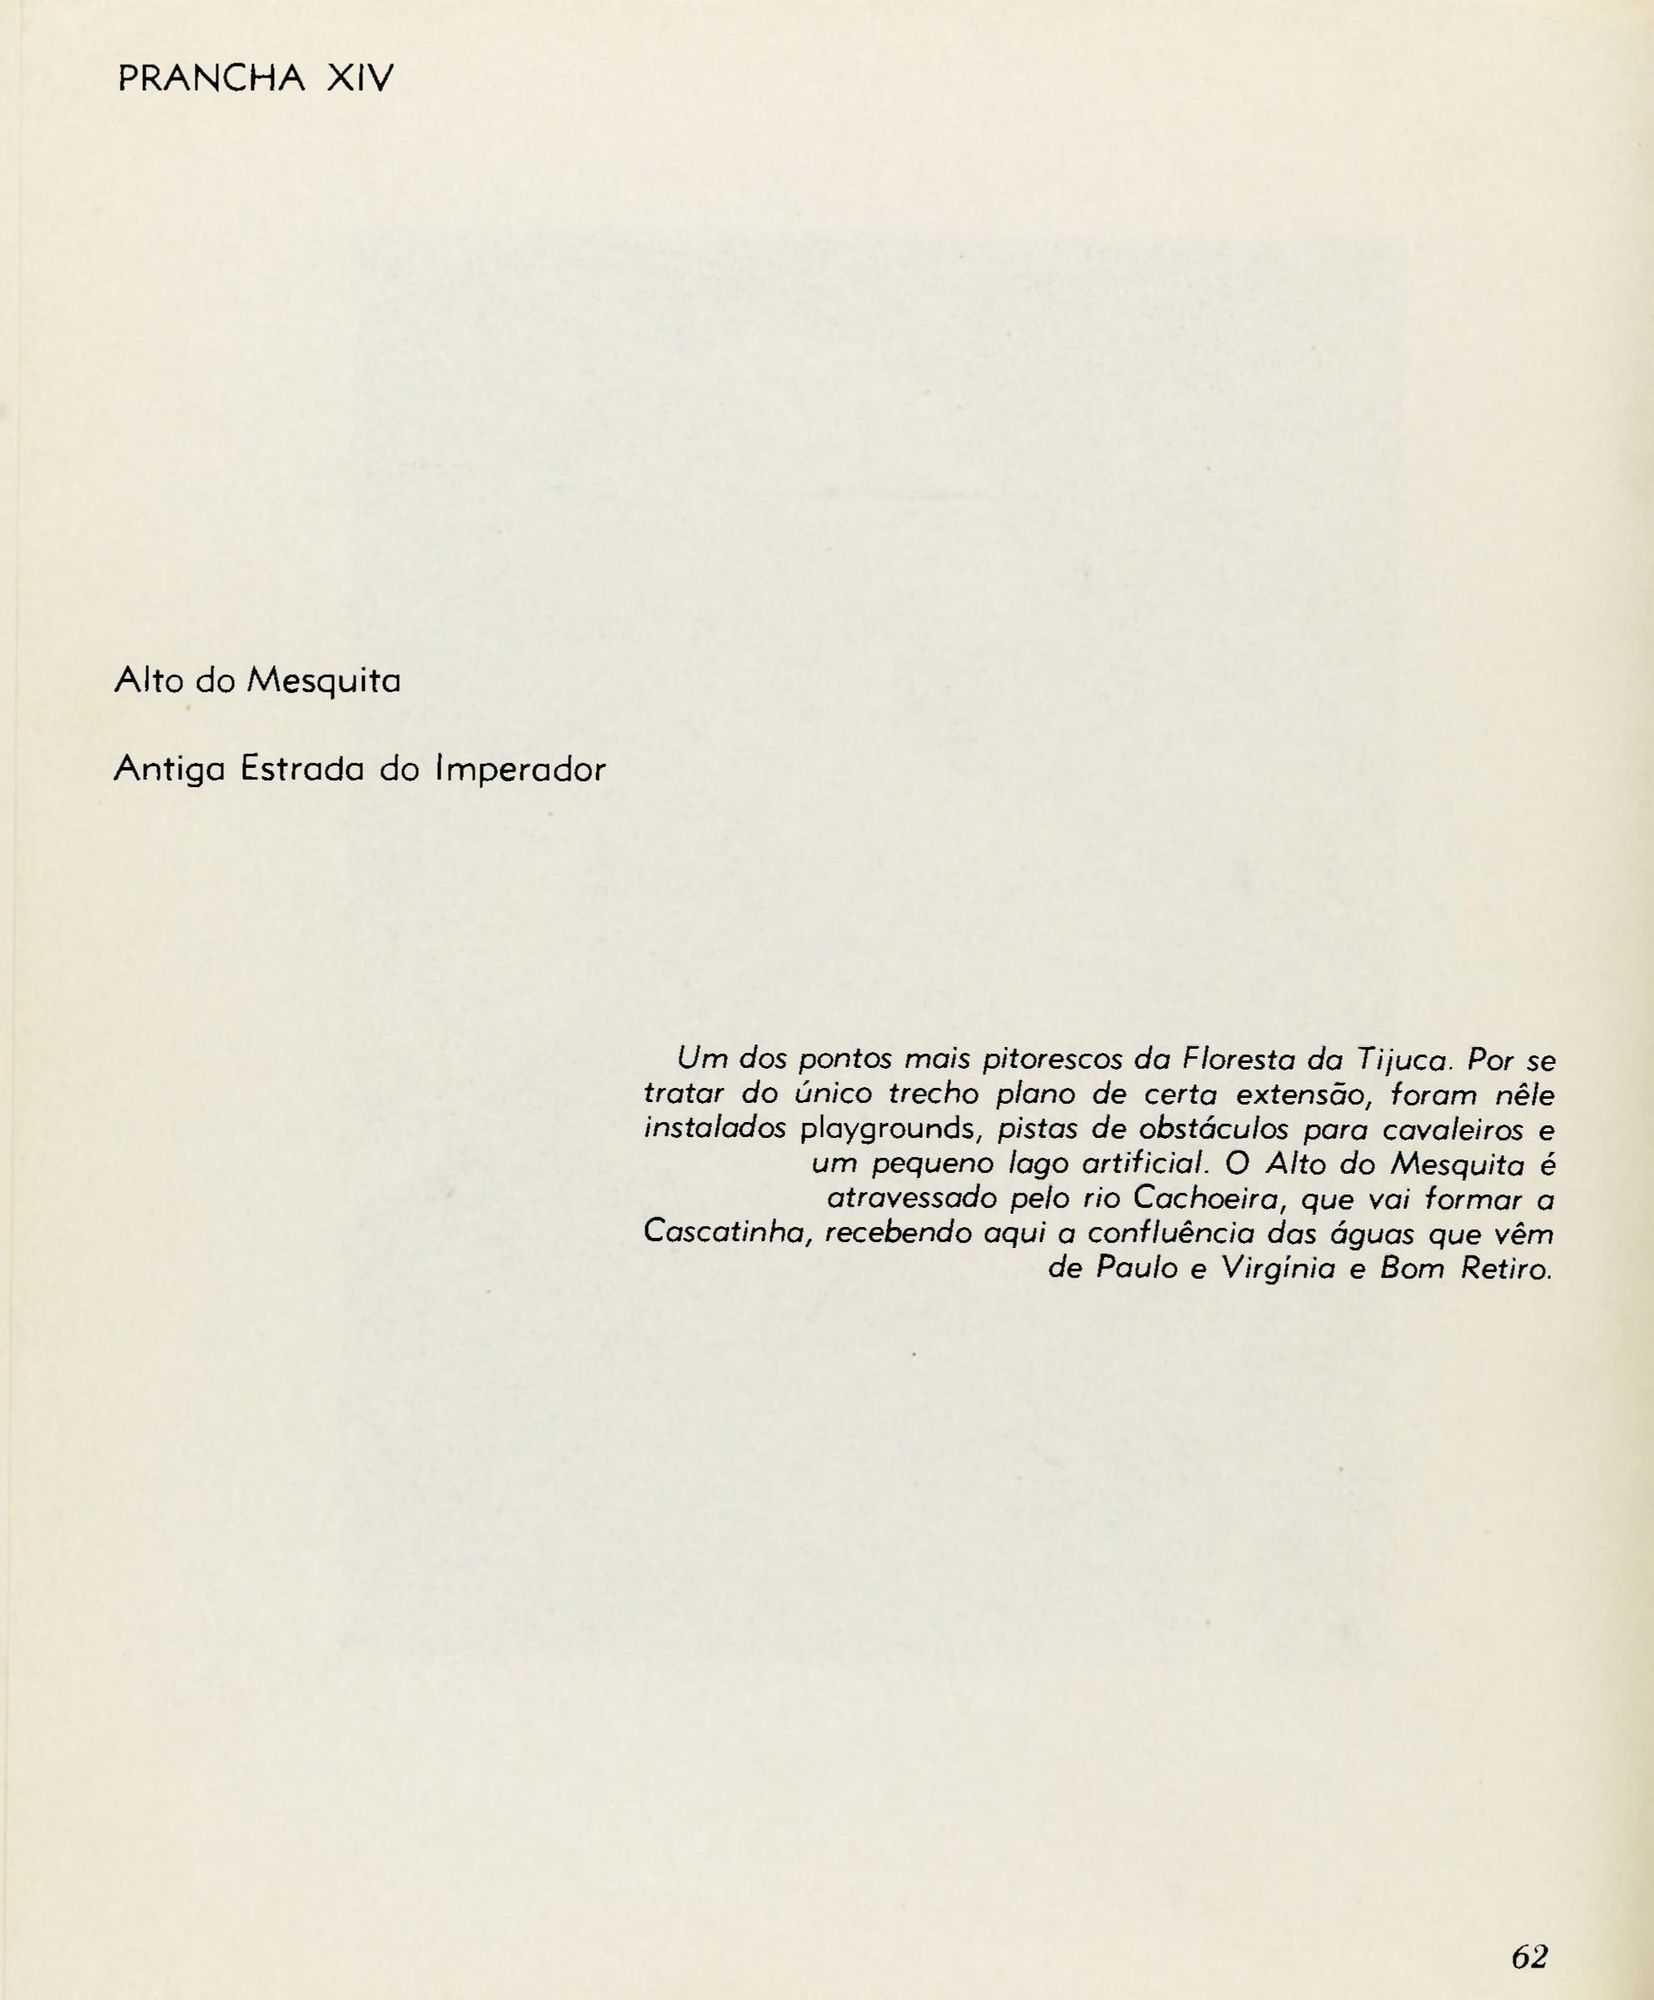 PRANCHA XIV
Alto do Mesquita
Antiga Estrada do Imperador
Um dos pontos mais pitorescos da Floresta da Tijuca. Por se
tratar do único trecho plano de certa extensão, foram nêle
instalados playgrounds, pistas de obstáculos para cavaleiros e
um pequeno lago artificial. O Alto do Mesquita é
atravessado pelo rio Cachoeira, que vai formar a
Cascatinha, recebendo aqui a confluência das águas que vêm
de Paulo e Virgínia e Bom Retiro.
62